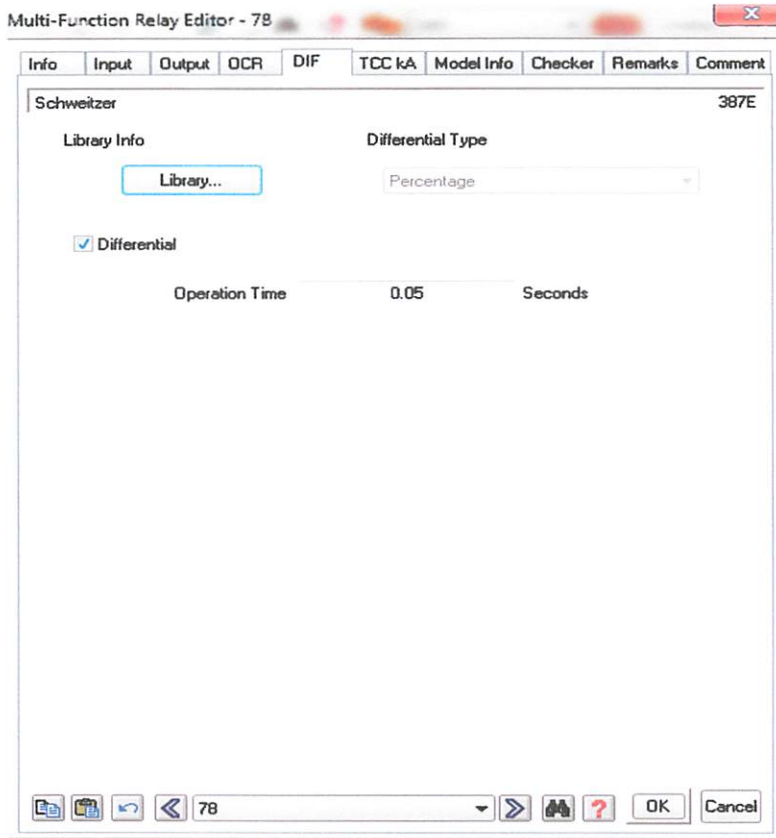 Multi-Function Relay Editor - 78
Info Input Output OCR DIF TCC kA Model Info Checker Remarks Comment
Schweitzer 387E
Library Info Differential Type
Library... Percentage
Differential
Operation Time 0.05 Seconds
78 ? OK Cancel